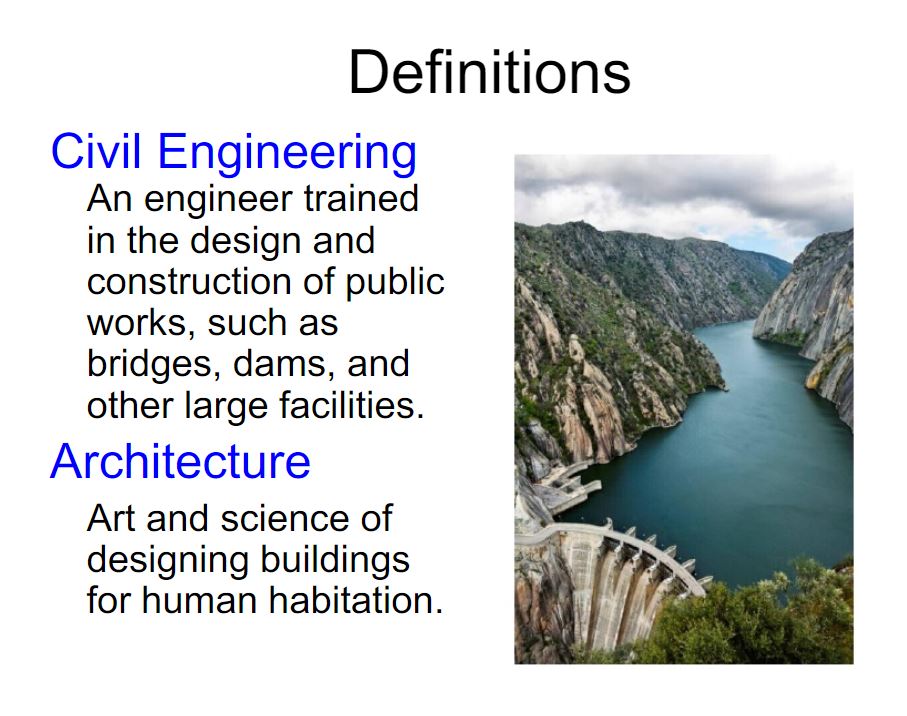 Definitions
Civil Engineering
An engineer trained
in the design and
construction of public
works, such as
bridges, dams, and
other large facilities.
Architecture
Art and science of
designing buildings
for human habitation.